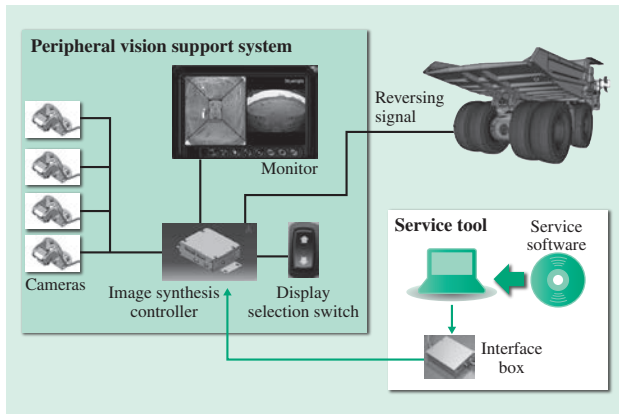 Peripheral vision support system
Reversing
signal
Monitor
Cameras
Image synthesis
controller
Display
selection switch
Service tool
Service
software
Interface
box